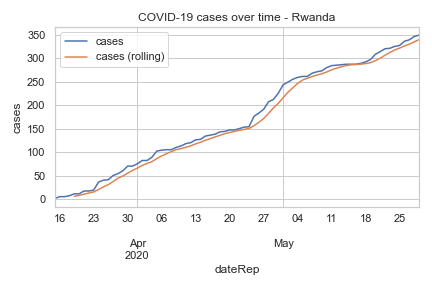 COVID-19 cases over time - Rwanda
cases
cases (rolling)
350
300
250
200
150
100
50
0
cases
16 23 30 06 13 20 27 04 11 18 25
Apr May
2020
dateRep